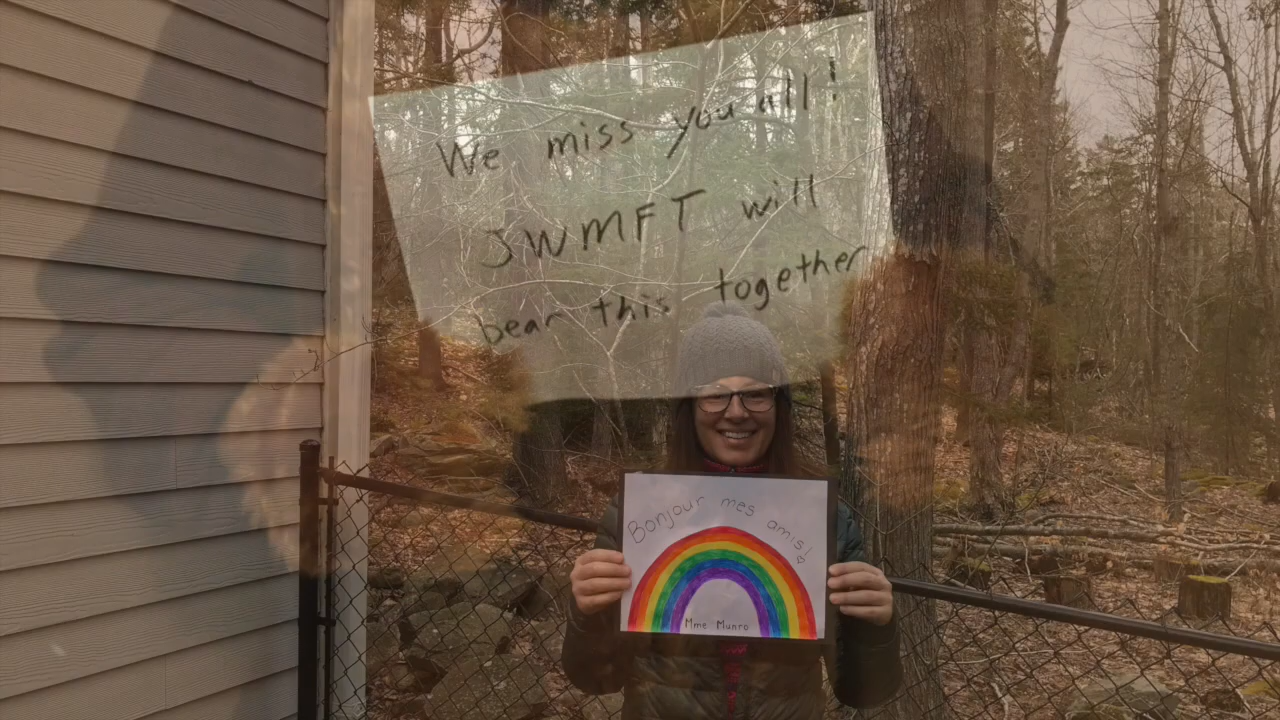 We miss you all!
JWMFT will
bear this together
Bonjour mes amis!
Mme Munro